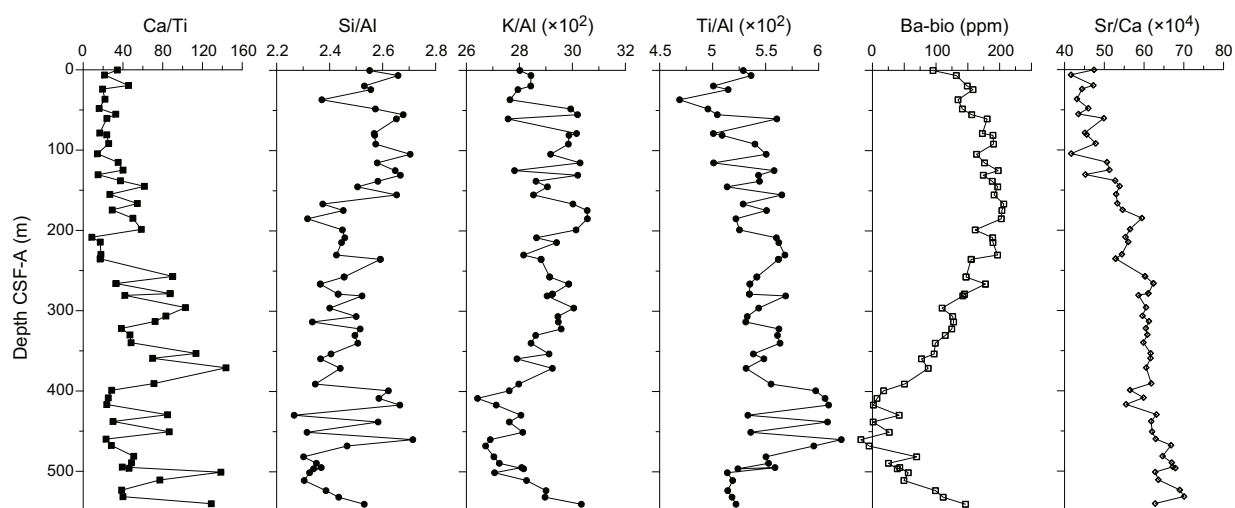 Ca/Ti Si/Al K/Al (×10²) Ti/Al (×10²) Ba-bio (ppm) Sr/Ca (×10⁴)
0 40 80 120 160 2.2 2.4 2.6 2.8 26 28 30 32 4.5 5 5.5 6 0 50 100 150 200 40 50 60 70 80
Depth CSF-A (m)
0
100
200
300
400
500